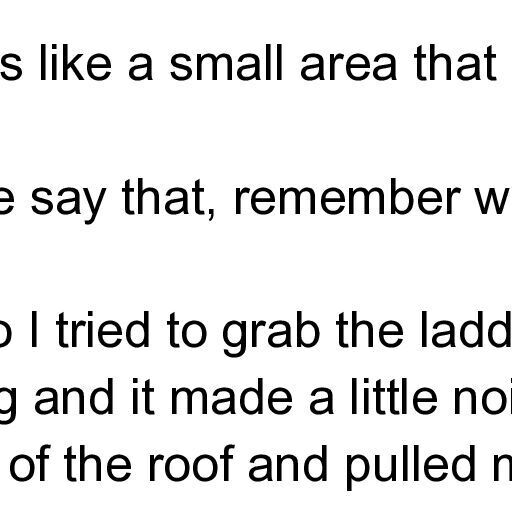 s like a small area that
e say that, remember w
o I tried to grab the ladd
g and it made a little noi
of the roof and pulled n